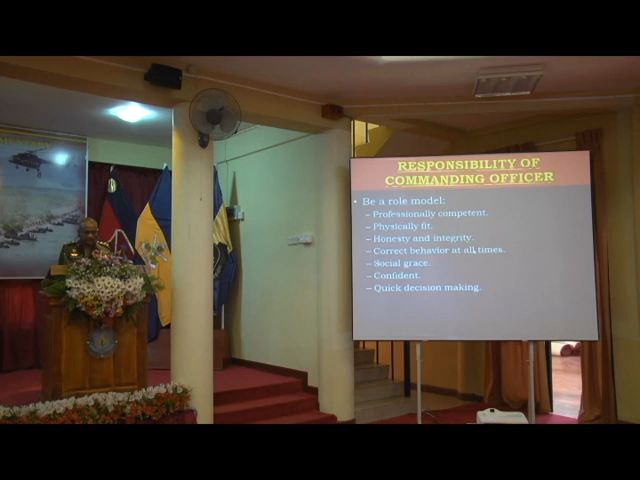 RESPONSIBILITY OF
COMMANDING OFFICER
• Be a role model:
– Professionally competent.
– Physically fit.
– Honesty and integrity.
– Correct behavior at all times.
– Social grace.
– Confident.
– Quick decision making.